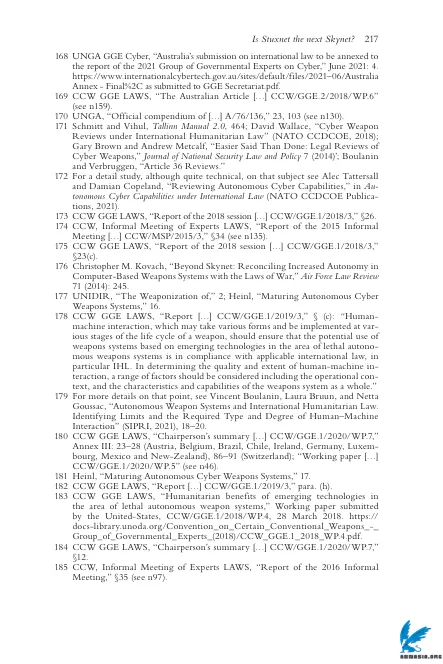 Is Stuxnet the next Skynet? 217
168 UNGA GGE Cyber, “Australia’s submission on international law to be annexed to
the report of the 2021 Group of Governmental Experts on Cyber,” June 2021: 4.
https://www.internationalcybertech.gov.au/sites/default/files/2021–06/Australia
Annex - Final%2C as submitted to GGE Secretariat.pdf.
169 CCW GGE LAWS, “The Australian Article […] CCW/GGE.2/2018/WP.6”
(see n159).
170 UNGA, “Official compendium of […] A/76/136,” 23, 103 (see n130).
171 Schmitt and Vihul, Tallinn Manual 2.0, 464; David Wallace, “Cyber Weapon
Reviews under International Humanitarian Law” (NATO CCDCOE, 2018);
Gary Brown and Andrew Metcalf, “Easier Said Than Done: Legal Reviews of
Cyber Weapons,” Journal of National Security Law and Policy 7 (2014)’; Boulanin
and Verbruggen, “Article 36 Reviews.”
172 For a detail study, although quite technical, on that subject see Alec Tattersall
and Damian Copeland, “Reviewing Autonomous Cyber Capabilities,” in Au-
tonomous Cyber Capabilities under International Law (NATO CCDCOE Publica-
tions, 2021).
173 CCW GGE LAWS, “Report of the 2018 session […] CCW/GGE.1/2018/3,” §26.
174 CCW, Informal Meeting of Experts LAWS, “Report of the 2015 Informal
Meeting […] CCW/MSP/2015/3,” §34 (see n135).
175 CCW GGE LAWS, “Report of the 2018 session […] CCW/GGE.1/2018/3,”
§23(c).
176 Christopher M. Kovach, “Beyond Skynet: Reconciling Increased Autonomy in
Computer-Based Weapons Systems with the Laws of War,” Air Force Law Review
71 (2014): 245.
177 UNIDIR, “The Weaponization of,” 2; Heinl, “Maturing Autonomous Cyber
Weapons Systems,” 16.
178 CCW GGE LAWS, “Report […] CCW/GGE.1/2019/3,” § (c): “Human-
machine interaction, which may take various forms and be implemented at var-
ious stages of the life cycle of a weapon, should ensure that the potential use of
weapons systems based on emerging technologies in the area of lethal autono-
mous weapons systems is in compliance with applicable international law, in
particular IHL. In determining the quality and extent of human-machine in-
teraction, a range of factors should be considered including the operational con-
text, and the characteristics and capabilities of the weapons system as a whole.”
179 For more details on that point, see Vincent Boulanin, Laura Bruun, and Netta
Goussac, “Autonomous Weapon Systems and International Humanitarian Law.
Identifying Limits and the Required Type and Degree of Human–Machine
Interaction” (SIPRI, 2021), 18–20.
180 CCW GGE LAWS, “Chairperson’s summary […] CCW/GGE.1/2020/WP.7,”
Annex III: 23–28 (Austria, Belgium, Brazil, Chile, Ireland, Germany, Luxem-
bourg, Mexico and New-Zealand), 86–91 (Switzerland); “Working paper […]
CCW/GGE.1/2020/WP.5” (see n46).
181 Heinl, “Maturing Autonomous Cyber Weapons Systems,” 17.
182 CCW GGE LAWS, “Report […] CCW/GGE.1/2019/3,” para. (h).
183 CCW GGE LAWS, “Humanitarian benefits of emerging technologies in
the area of lethal autonomous weapon systems,” Working paper submitted
by the United-States, CCW/GGE.1/2018/WP.4, 28 March 2018. https://
docs-library.unoda.org/Convention_on_Certain_Conventional_Weapons_-_
Group_of_Governmental_Experts_(2018)/CCW_GGE.1_2018_WP.4.pdf.
184 CCW GGE LAWS, “Chairperson’s summary […] CCW/GGE.1/2020/WP.7,”
§12.
185 CCW, Informal Meeting of Experts LAWS, “Report of the 2016 Informal
Meeting,” §35 (see n97).